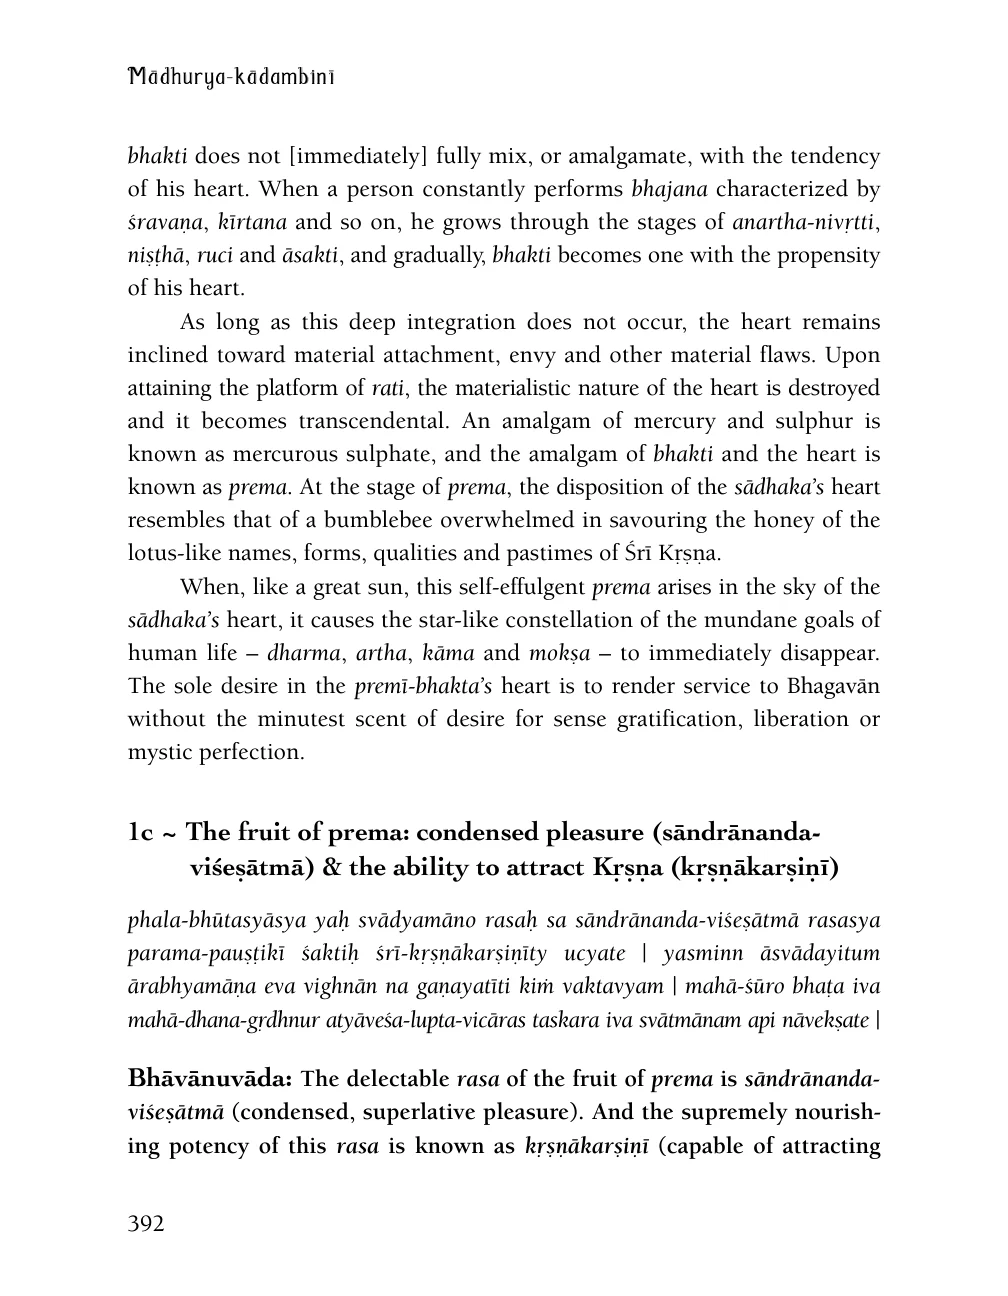 Mādhurya-kādambinī
bhakti does not [immediately] fully mix, or amalgamate, with the tendency
of his heart. When a person constantly performs bhajana characterized by
śravaṇa, kīrtana and so on, he grows through the stages of anartha-nivṛtti,
niṣṭhā, ruci and āsakti, and gradually, bhakti becomes one with the propensity
of his heart.
As long as this deep integration does not occur, the heart remains
inclined toward material attachment, envy and other material flaws. Upon
attaining the platform of rati, the materialistic nature of the heart is destroyed
and it becomes transcendental. An amalgam of mercury and sulphur is
known as mercurous sulphate, and the amalgam of bhakti and the heart is
known as prema. At the stage of prema, the disposition of the sādhaka’s heart
resembles that of a bumblebee overwhelmed in savouring the honey of the
lotus-like names, forms, qualities and pastimes of Śrī Kṛṣṇa.
When, like a great sun, this self-effulgent prema arises in the sky of the
sādhaka’s heart, it causes the star-like constellation of the mundane goals of
human life – dharma, artha, kāma and mokṣa – to immediately disappear.
The sole desire in the premī-bhakta’s heart is to render service to Bhagavān
without the minutest scent of desire for sense gratification, liberation or
mystic perfection.
1c ~ The fruit of prema: condensed pleasure (sāndrānanda-
viśeṣātmā) & the ability to attract Kṛṣṇa (kṛṣṇākarṣiṇī)
phala-bhūtasyāsya yaḥ svādyamāno rasaḥ sa sāndrānanda-viśeṣātmā rasasya
parama-pauṣṭikī śaktiḥ śrī-kṛṣṇākarṣiṇīty ucyate | yasminn āsvādayitum
ārabhyamāṇa eva vighnān na gaṇayatīti kiṁ vaktavyam | mahā-śūro bhaṭa iva
mahā-dhana-gṛdhnur atyāveśa-lupta-vicāras taskara iva svātmānam api nāvekṣate |
Bhāvānuvāda: The delectable rasa of the fruit of prema is sāndrānanda-
viśeṣātmā (condensed, superlative pleasure). And the supremely nourish-
ing potency of this rasa is known as kṛṣṇākarṣiṇī (capable of attracting
392